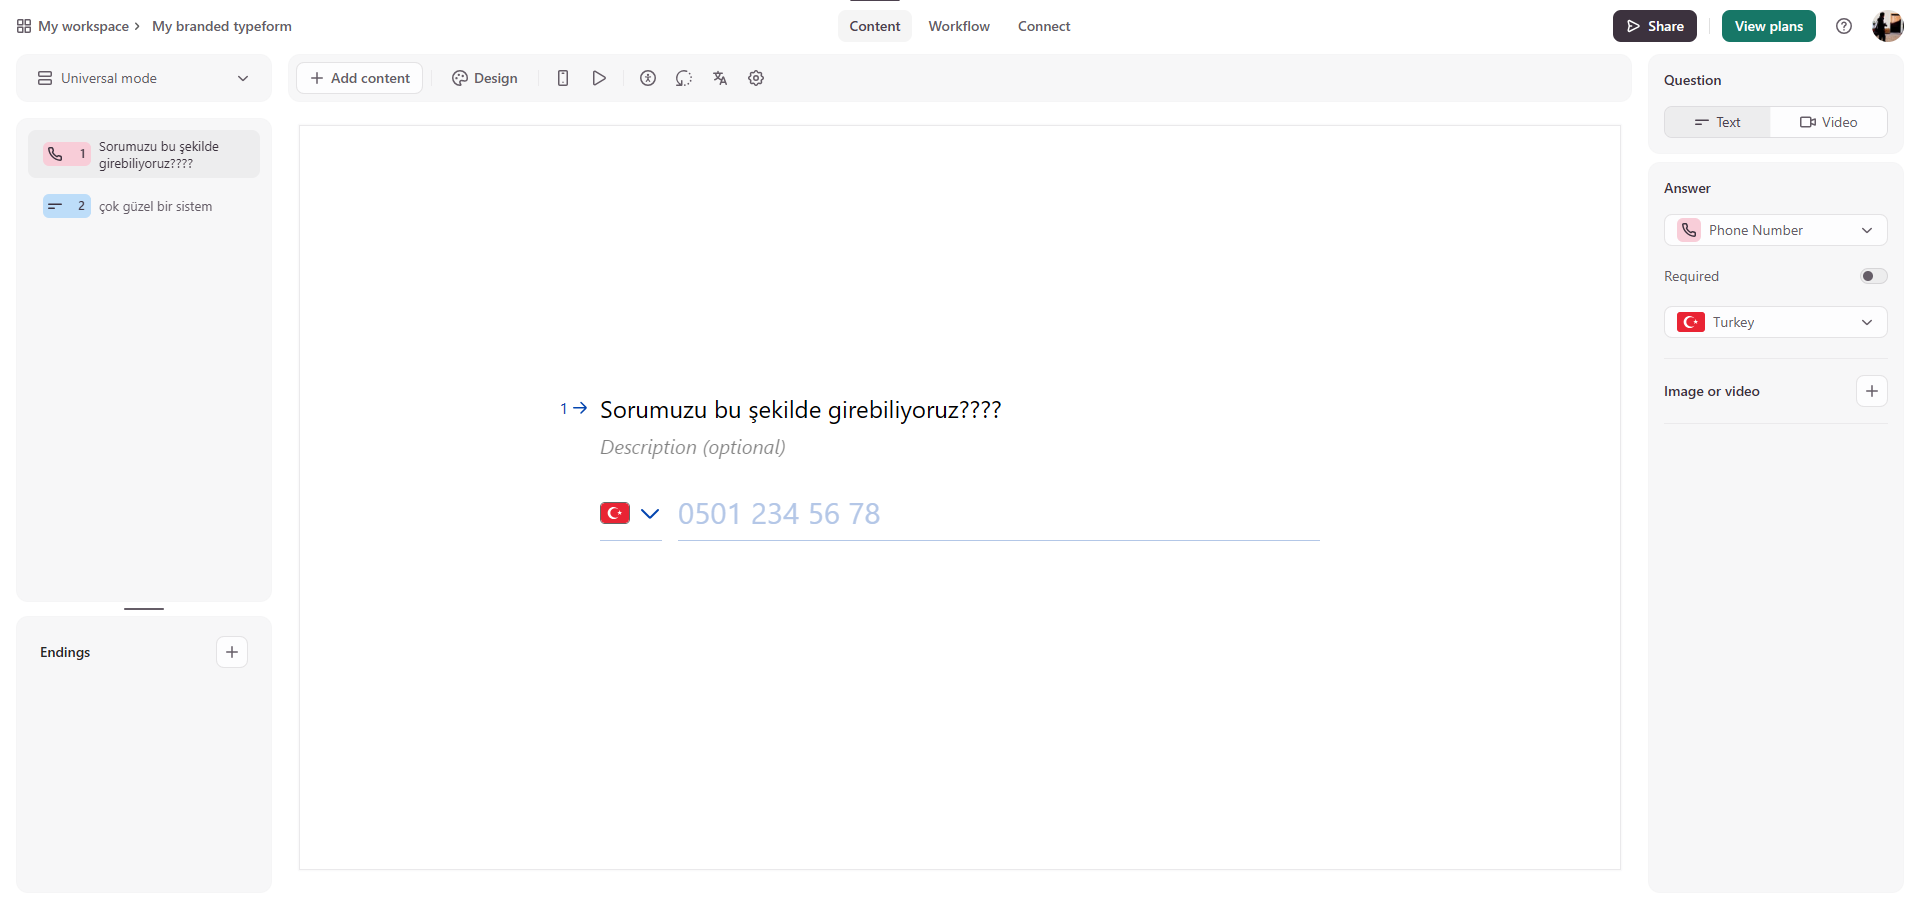 My workspace > My branded typeform
Content Workflow Connect
Share
View plans
Universal mode
Add content
Design
1 Sorumuzu bu şekilde
girebiliyoruz????
2 çok güzel bir sistem
Endings
1 → Sorumuzu bu şekilde girebiliyoruz????
Description (optional)
0501 234 56 78
Question
Text
Video
Answer
Phone Number
Required
Turkey
Image or video